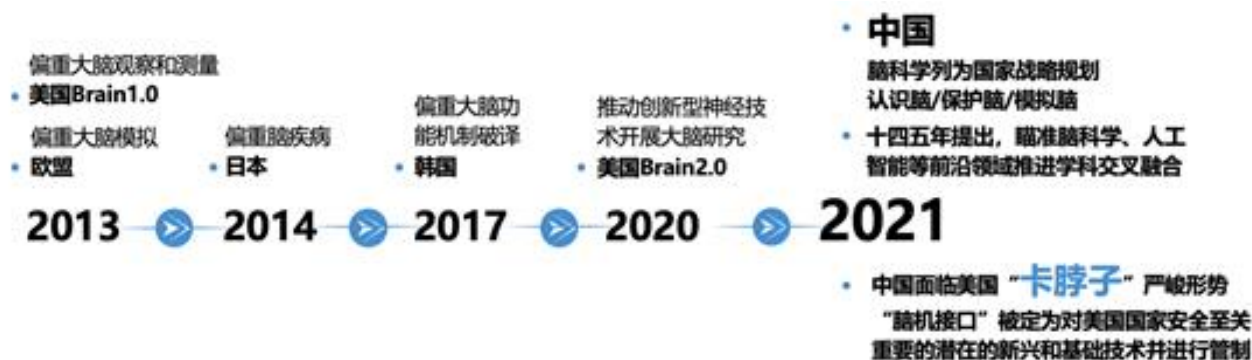 偏重大脑观察和测量
• 美国Brain1.0
偏重大脑模拟
• 欧盟
2013
偏重脑疾病
• 日本
2014
偏重大脑功
能机制破译
• 韩国
2017
推动创新型神经技
术开展大脑研究
• 美国Brain2.0
2020
• 中国
脑科学列为国家战略规划
认识脑/保护脑/模拟脑
• 十四五年提出，瞄准脑科学、人工
智能等前沿领域推进学科交叉融合
2021
• 中国面临美国“卡脖子”严峻形势
“脑机接口”被定为对美国国家安全至关
重要的潜在的新兴和基础技术并进行管制